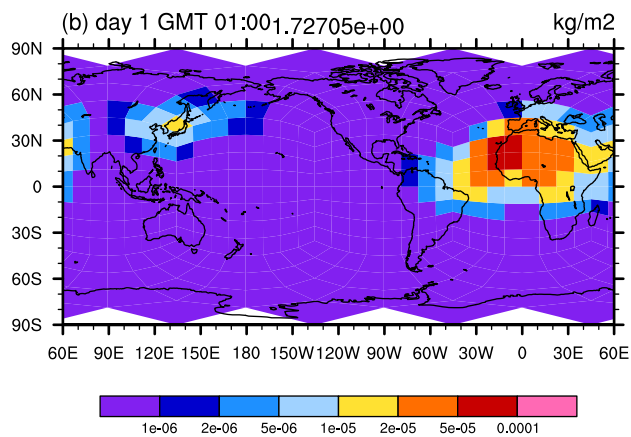 (b) day 1 GMT 01:00 1.72705e+00 kg/m2
90N
60N
30N
0
30S
60S
90S
60E 90E 120E 150E 180 150W 120W 90W 60W 30W 0 30E 60E
1e-06 2e-06 5e-06 1e-05 2e-05 5e-05 0.0001